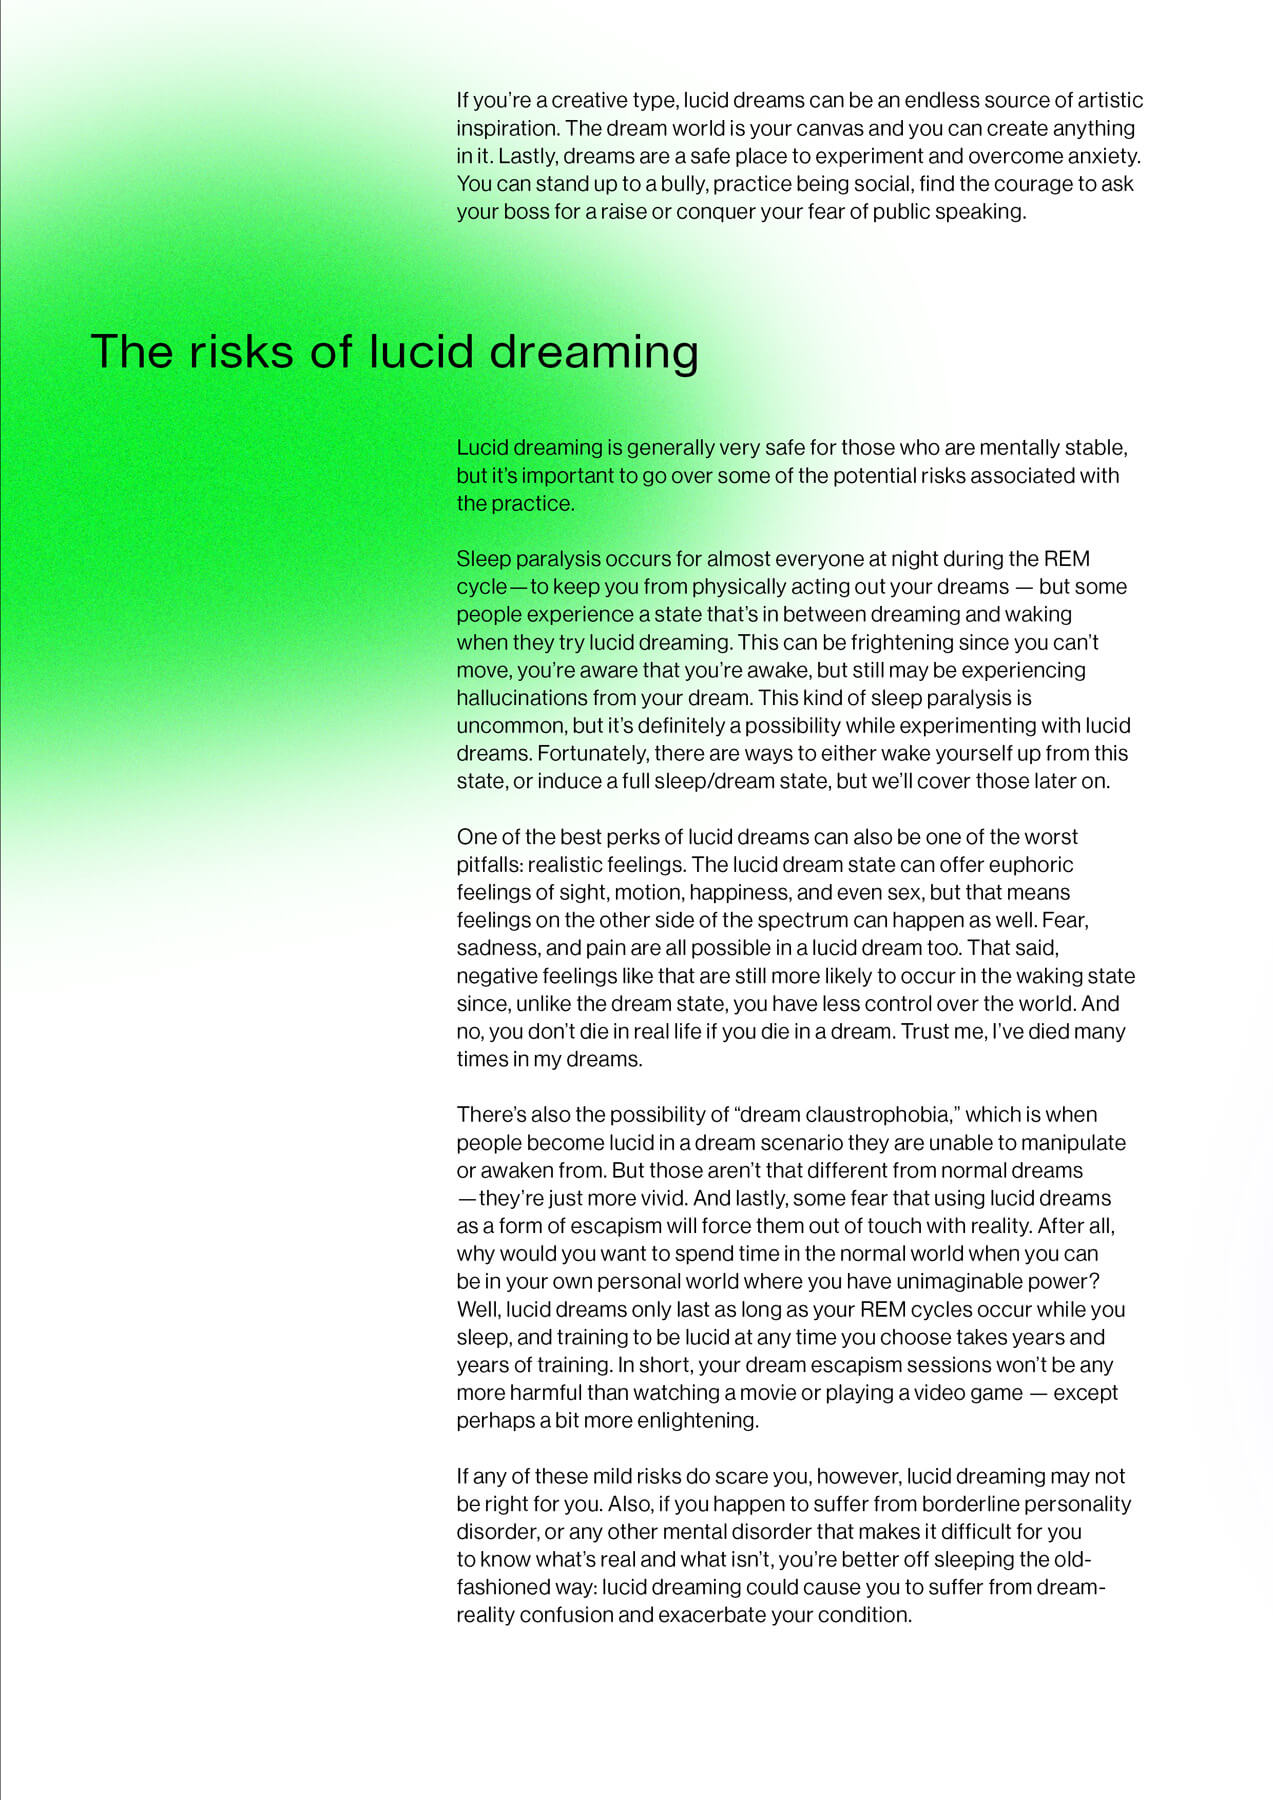 If you’re a creative type, lucid dreams can be an endless source of artistic
inspiration. The dream world is your canvas and you can create anything
in it. Lastly, dreams are a safe place to experiment and overcome anxiety.
You can stand up to a bully, practice being social, find the courage to ask
your boss for a raise or conquer your fear of public speaking.
The risks of lucid dreaming
Lucid dreaming is generally very safe for those who are mentally stable,
but it’s important to go over some of the potential risks associated with
the practice.
Sleep paralysis occurs for almost everyone at night during the REM
cycle—to keep you from physically acting out your dreams — but some
people experience a state that’s in between dreaming and waking
when they try lucid dreaming. This can be frightening since you can’t
move, you’re aware that you’re awake, but still may be experiencing
hallucinations from your dream. This kind of sleep paralysis is
uncommon, but it’s definitely a possibility while experimenting with lucid
dreams. Fortunately, there are ways to either wake yourself up from this
state, or induce a full sleep/dream state, but we’ll cover those later on.
One of the best perks of lucid dreams can also be one of the worst
pitfalls: realistic feelings. The lucid dream state can offer euphoric
feelings of sight, motion, happiness, and even sex, but that means
feelings on the other side of the spectrum can happen as well. Fear,
sadness, and pain are all possible in a lucid dream too. That said,
negative feelings like that are still more likely to occur in the waking state
since, unlike the dream state, you have less control over the world. And
no, you don’t die in real life if you die in a dream. Trust me, I’ve died many
times in my dreams.
There’s also the possibility of “dream claustrophobia,” which is when
people become lucid in a dream scenario they are unable to manipulate
or awaken from. But those aren’t that different from normal dreams
—they’re just more vivid. And lastly, some fear that using lucid dreams
as a form of escapism will force them out of touch with reality. After all,
why would you want to spend time in the normal world when you can
be in your own personal world where you have unimaginable power?
Well, lucid dreams only last as long as your REM cycles occur while you
sleep, and training to be lucid at any time you choose takes years and
years of training. In short, your dream escapism sessions won’t be any
more harmful than watching a movie or playing a video game — except
perhaps a bit more enlightening.
If any of these mild risks do scare you, however, lucid dreaming may not
be right for you. Also, if you happen to suffer from borderline personality
disorder, or any other mental disorder that makes it difficult for you
to know what’s real and what isn’t, you’re better off sleeping the old-
fashioned way: lucid dreaming could cause you to suffer from dream-
reality confusion and exacerbate your condition.